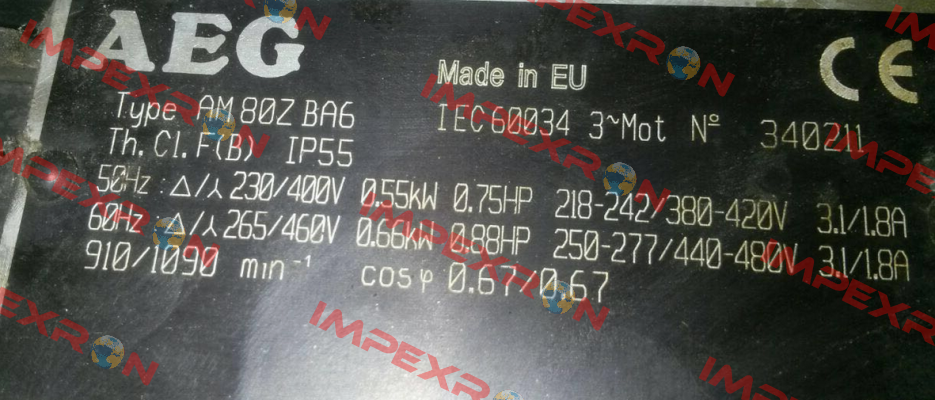 AEG
Made in EU
CE
Type AM 80Z BA6
IEC60034 3~Mot Nº 340211
Th. Cl. F(B) IP55
50Hz : △/⅄ 230/400V 0.55kW 0.75HP 218-242/380-420V 3.1/1.8A
60Hz △/⅄ 265/460V 0.66kW 0.88HP 250-277/440-480V 3.1/1.8A
910/1090 min⁻¹ cosφ 0.67/0.67
IMPEXRON
IMPEXRON
IMPEXRON
IMPEXRON
IMPEXRON
IMPEXRON
IMPEXRON